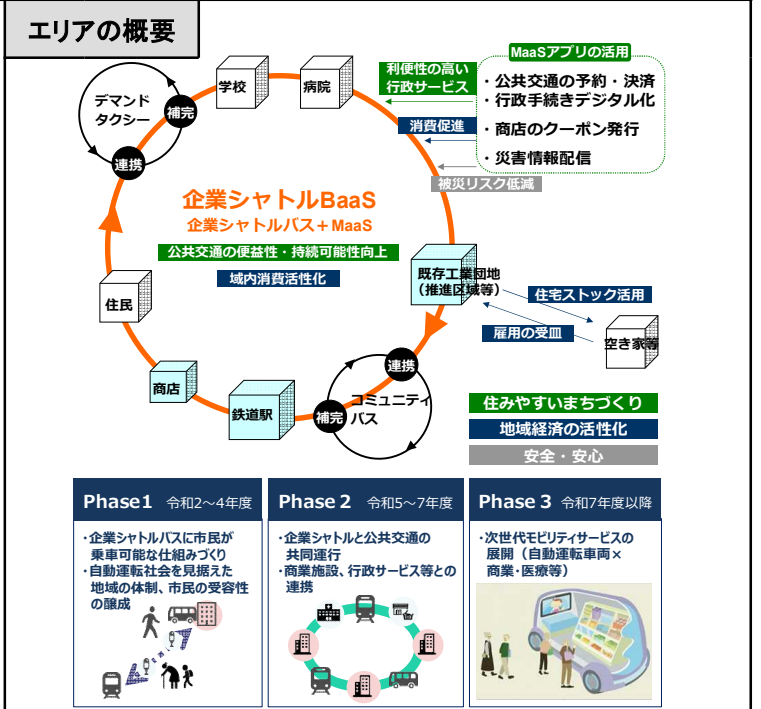 エリアの概要
MaaSアプリの活用
・公共交通の予約・決済
・行政手続きデジタル化
・商店のクーポン発行
・災害情報配信
利便性の高い
行政サービス
消費促進
被災リスク低減
学校
病院
デマンド
タクシー
補完
連携
企業シャトルBaaS
企業シャトルバス＋MaaS
公共交通の便益性・持続可能性向上
域内消費活性化
既存工業団地
（推進区域等）
住宅ストック活用
雇用の受皿
空き家等
住民
商店
鉄道駅
連携
補完
コミュニティ
バス
住みやすいまちづくり
地域経済の活性化
安全・安心
Phase1 令和2～4年度
・企業シャトルバスに市民が
乗車可能な仕組みづくり
・自動運転社会を見据えた
地域の体制、市民の受容性
の醸成
Phase2 令和5～7年度
・企業シャトルと公共交通の
共同運行
・商業施設、行政サービス等との
連携
Phase3 令和7年度以降
・次世代モビリティサービスの
展開（自動運転車両×
商業・医療等）